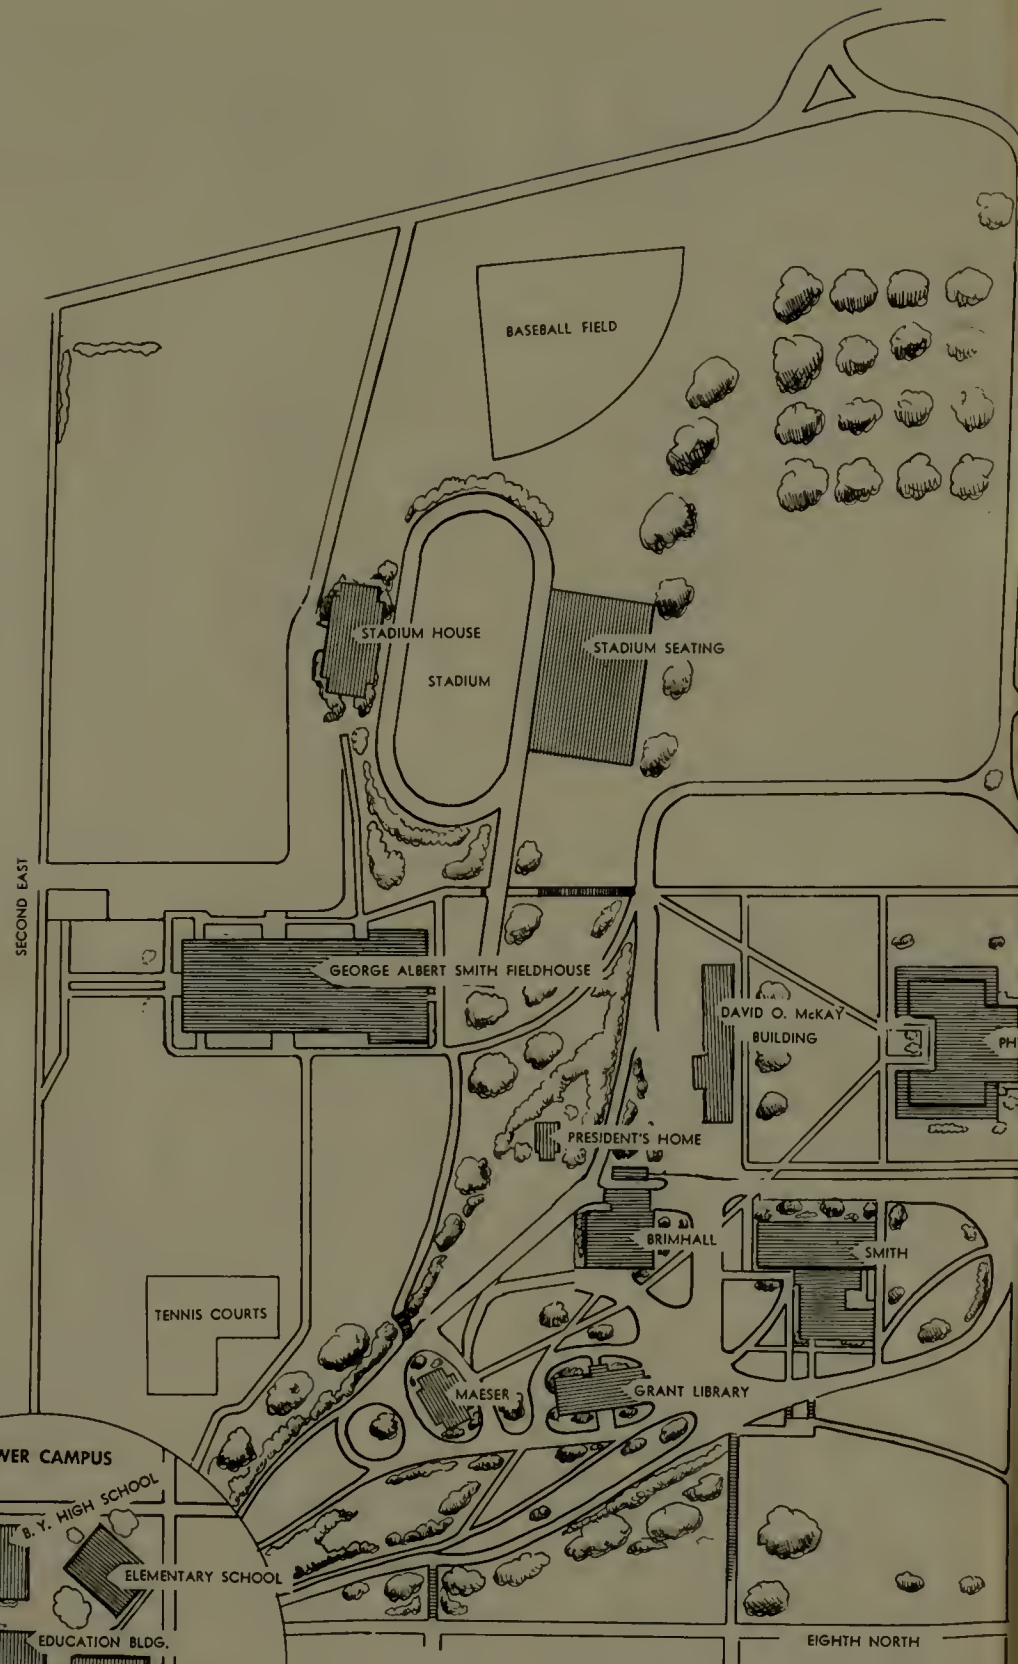 BASEBALL FIELD
STADIUM HOUSE
STADIUM SEATING
STADIUM
SECOND EAST
GEORGE ALBERT SMITH FIELDHOUSE
DAVID O. McKAY
BUILDING
PH
PRESIDENT'S HOME
BRIMHALL
SMITH
TENNIS COURTS
MAESER
GRANT LIBRARY
WER CAMPUS
B. Y. HIGH SCHOOL
ELEMENTARY SCHOOL
EDUCATION BLDG.
EIGHTH NORTH